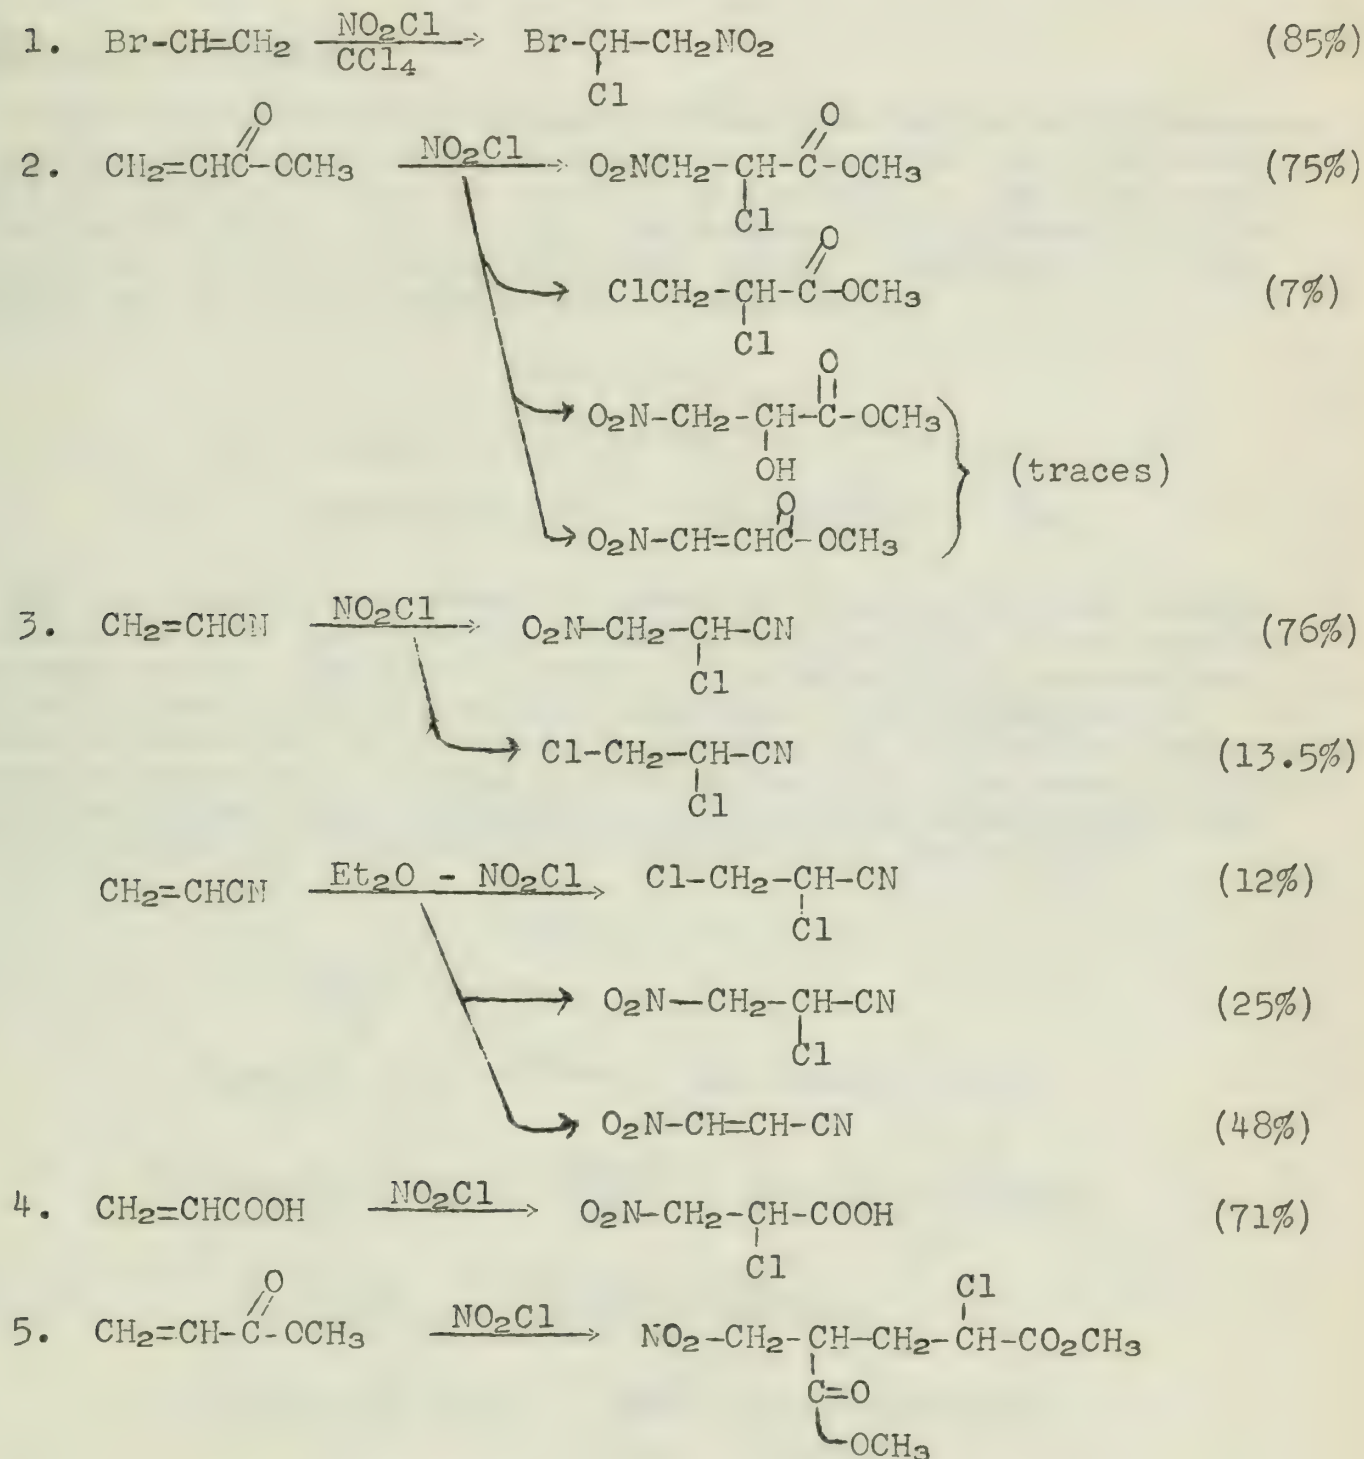 NO₂Cl
1. Br-CH=CH₂ → Br-CH-CH₂NO₂ (85%)
CCl₄ Cl
O O
2. CH₂=CHC-OCH₃ NO₂Cl → O₂NCH₂-CH-C-OCH₃ (75%)
Cl
O
ClCH₂-CH-C-OCH₃ (7%)
Cl
O
O₂N-CH₂-CH-C-OCH₃
OH (traces)
O
O₂N-CH=CHC-OCH₃
3. CH₂=CHCN NO₂Cl → O₂N-CH₂-CH-CN (76%)
Cl
Cl-CH₂-CH-CN (13.5%)
Cl
CH₂=CHCN Et₂O - NO₂Cl → Cl-CH₂-CH-CN (12%)
Cl
O₂N-CH₂-CH-CN (25%)
Cl
O₂N-CH=CH-CN (48%)
4. CH₂=CHCOOH NO₂Cl → O₂N-CH₂-CH-COOH (71%)
Cl
O Cl
5. CH₂=CH-C-OCH₃ NO₂Cl → NO₂-CH₂-CH-CH₂-CH-CO₂CH₃
C=O
OCH₃